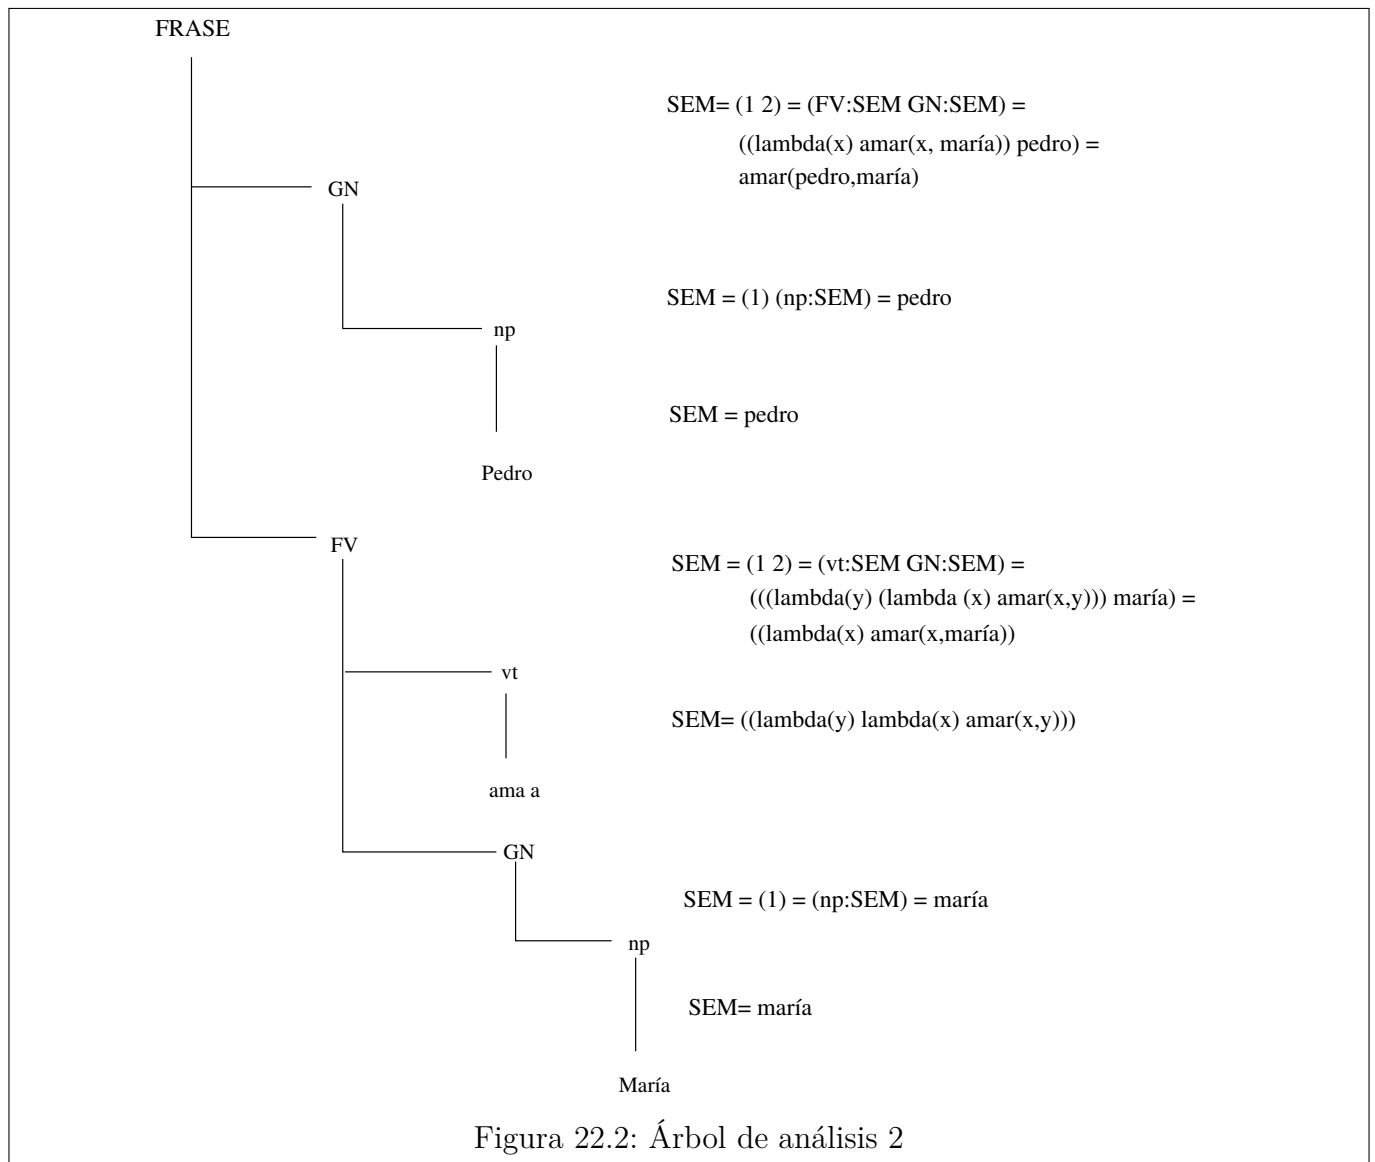 FRASE
SEM= (1 2) = (FV:SEM GN:SEM) =
((lambda(x) amar(x, maría)) pedro) =
amar(pedro,maría)
GN
SEM = (1) (np:SEM) = pedro
np
SEM = pedro
Pedro
FV
SEM = (1 2) = (vt:SEM GN:SEM) =
(((lambda(y) (lambda (x) amar(x,y))) maría) =
((lambda(x) amar(x,maría))
vt
SEM= ((lambda(y) lambda(x) amar(x,y)))
ama a
GN
SEM = (1) = (np:SEM) = maría
np
SEM= maría
María
Figura 22.2: Árbol de análisis 2